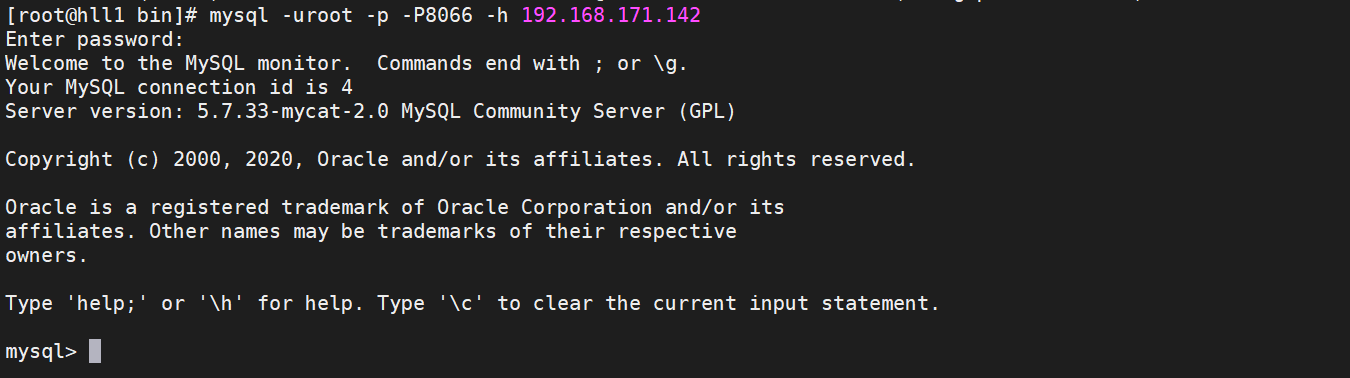 [root@hll1 bin]# mysql -uroot -p -P8066 -h 192.168.171.142
Enter password:
Welcome to the MySQL monitor.  Commands end with ; or \g.
Your MySQL connection id is 4
Server version: 5.7.33-mycat-2.0 MySQL Community Server (GPL)

Copyright (c) 2000, 2020, Oracle and/or its affiliates. All rights reserved.

Oracle is a registered trademark of Oracle Corporation and/or its
affiliates. Other names may be trademarks of their respective
owners.

Type 'help;' or '\h' for help. Type '\c' to clear the current input statement.

mysql>